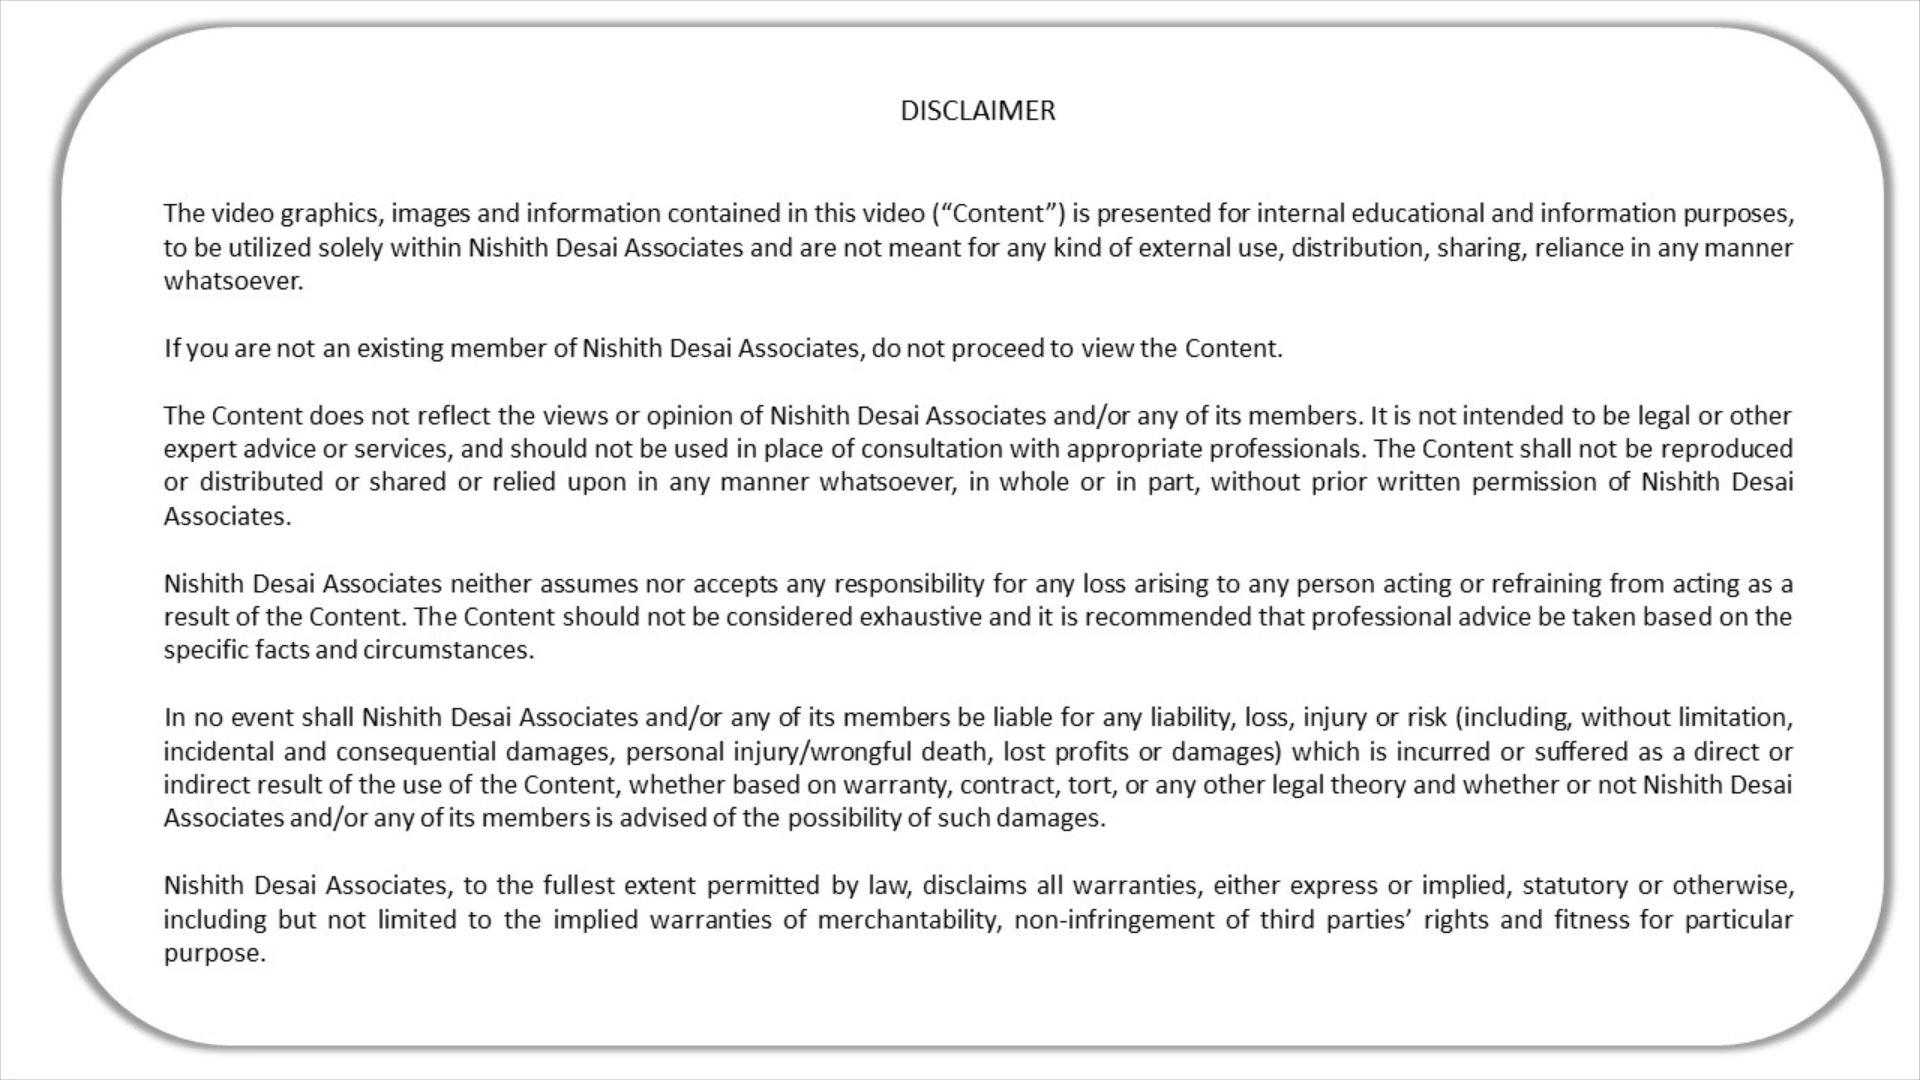 DISCLAIMER
The video graphics, images and information contained in this video (“Content”) is presented for internal educational and information purposes,
to be utilized solely within Nishith Desai Associates and are not meant for any kind of external use, distribution, sharing, reliance in any manner
whatsoever.
If you are not an existing member of Nishith Desai Associates, do not proceed to view the Content.
The Content does not reflect the views or opinion of Nishith Desai Associates and/or any of its members. It is not intended to be legal or other
expert advice or services, and should not be used in place of consultation with appropriate professionals. The Content shall not be reproduced
or distributed or shared or relied upon in any manner whatsoever, in whole or in part, without prior written permission of Nishith Desai
Associates.
Nishith Desai Associates neither assumes nor accepts any responsibility for any loss arising to any person acting or refraining from acting as a
result of the Content. The Content should not be considered exhaustive and it is recommended that professional advice be taken based on the
specific facts and circumstances.
In no event shall Nishith Desai Associates and/or any of its members be liable for any liability, loss, injury or risk (including, without limitation,
incidental and consequential damages, personal injury/wrongful death, lost profits or damages) which is incurred or suffered as a direct or
indirect result of the use of the Content, whether based on warranty, contract, tort, or any other legal theory and whether or not Nishith Desai
Associates and/or any of its members is advised of the possibility of such damages.
Nishith Desai Associates, to the fullest extent permitted by law, disclaims all warranties, either express or implied, statutory or otherwise,
including but not limited to the implied warranties of merchantability, non-infringement of third parties’ rights and fitness for particular
purpose.